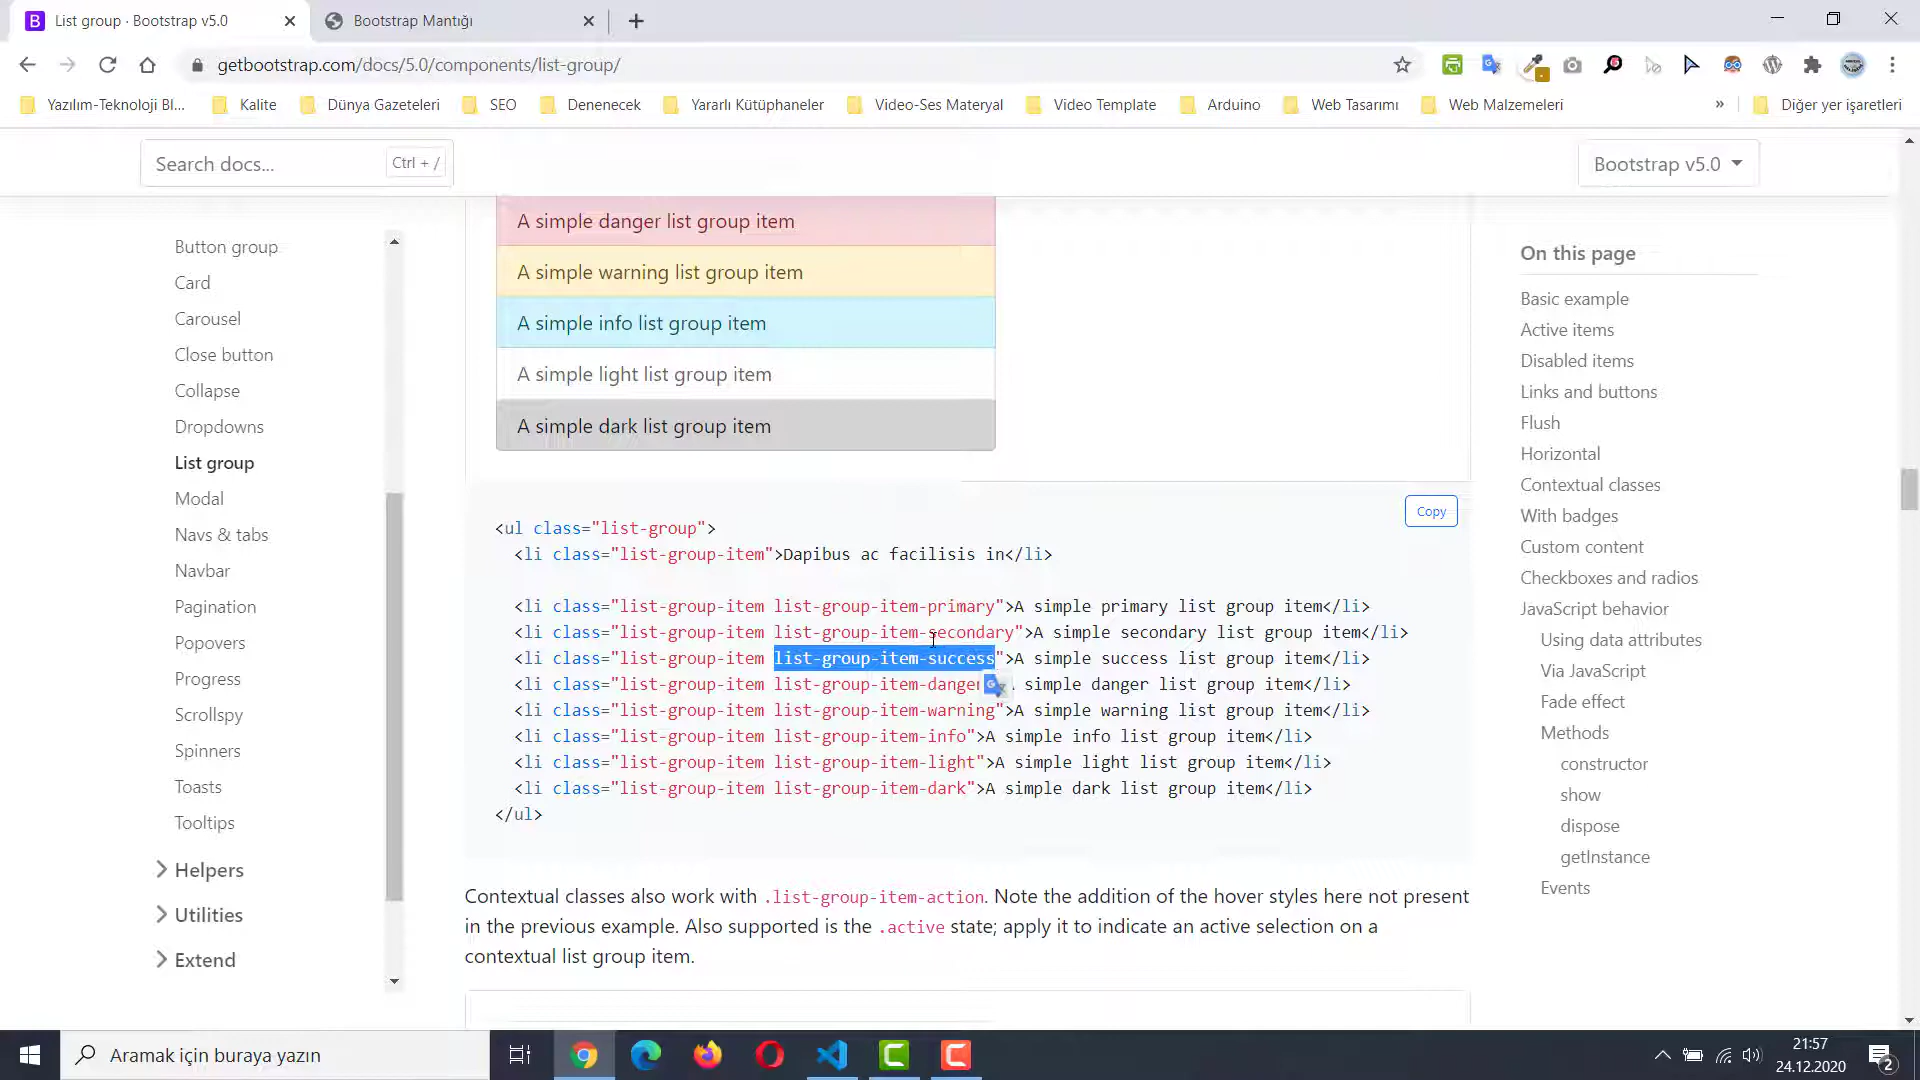 List group · Bootstrap v5.0
Bootstrap Mantığı
getbootstrap.com/docs/5.0/components/list-group/
Yazılım-Teknoloji Bl...
Kalite
Dünya Gazeteleri
SEO
Denenecek
Yararlı Kütüphaneler
Video-Ses Materyal
Video Template
Arduino
Web Tasarımı
Web Malzemeleri
»
Diğer yer işaretleri
Search docs...
Ctrl + /
Bootstrap v5.0
Button group
Card
Carousel
Close button
Collapse
Dropdowns
List group
Modal
Navs & tabs
Navbar
Pagination
Popovers
Progress
Scrollspy
Spinners
Toasts
Tooltips
Helpers
Utilities
Extend
A simple danger list group item
A simple warning list group item
A simple info list group item
A simple light list group item
A simple dark list group item
Copy
<ul class="list-group">
<li class="list-group-item">Dapibus ac facilisis in</li>
<li class="list-group-item list-group-item-primary">A simple primary list group item</li>
<li class="list-group-item list-group-item-secondary">A simple secondary list group item</li>
<li class="list-group-item list-group-item-success">A simple success list group item</li>
<li class="list-group-item list-group-item-danger simple danger list group item</li>
<li class="list-group-item list-group-item-warning">A simple warning list group item</li>
<li class="list-group-item list-group-item-info">A simple info list group item</li>
<li class="list-group-item list-group-item-light">A simple light list group item</li>
<li class="list-group-item list-group-item-dark">A simple dark list group item</li>
</ul>
Contextual classes also work with .list-group-item-action. Note the addition of the hover styles here not present
in the previous example. Also supported is the .active state; apply it to indicate an active selection on a
contextual list group item.
On this page
Basic example
Active items
Disabled items
Links and buttons
Flush
Horizontal
Contextual classes
With badges
Custom content
Checkboxes and radios
JavaScript behavior
Using data attributes
Via JavaScript
Fade effect
Methods
constructor
show
dispose
getInstance
Events
Aramak için buraya yazın
21:57
24.12.2020
2